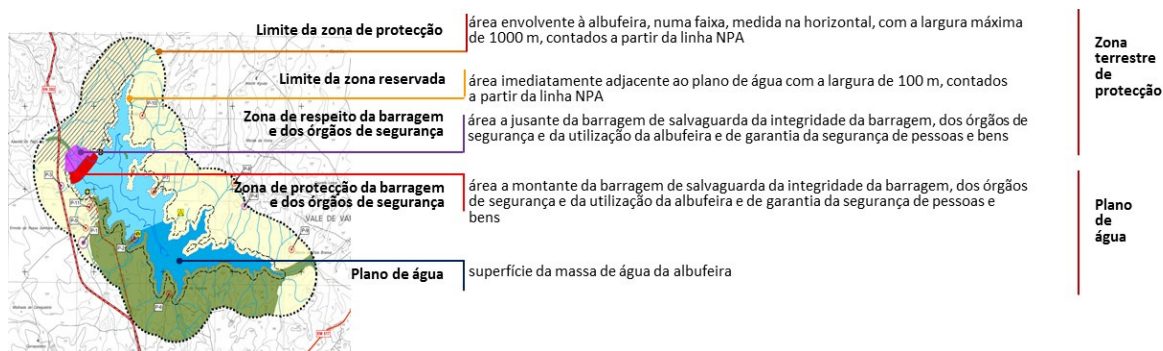 Limite da zona de protecção
área envolvente à albufeira, numa faixa, medida na horizontal, com a largura máxima
de 1000 m, contados a partir da linha NPA
Limite da zona reservada
área imediatamente adjacente ao plano de água com a largura de 100 m, contados
a partir da linha NPA
Zona de respeito da barragem
e dos órgãos de segurança
área a jusante da barragem de salvaguarda da integridade da barragem, dos órgãos de
segurança e da utilização da albufeira e de garantia da segurança de pessoas e bens
Zona
terrestre
de
protecção
Zona de protecção da barragem
e dos órgãos de segurança
área a montante da barragem de salvaguarda da integridade da barragem, dos órgãos
de segurança e da utilização da albufeira e de garantia da segurança de pessoas e
bens
Plano de água
superfície da massa de água da albufeira
Plano
de
água
VALE DE VAR